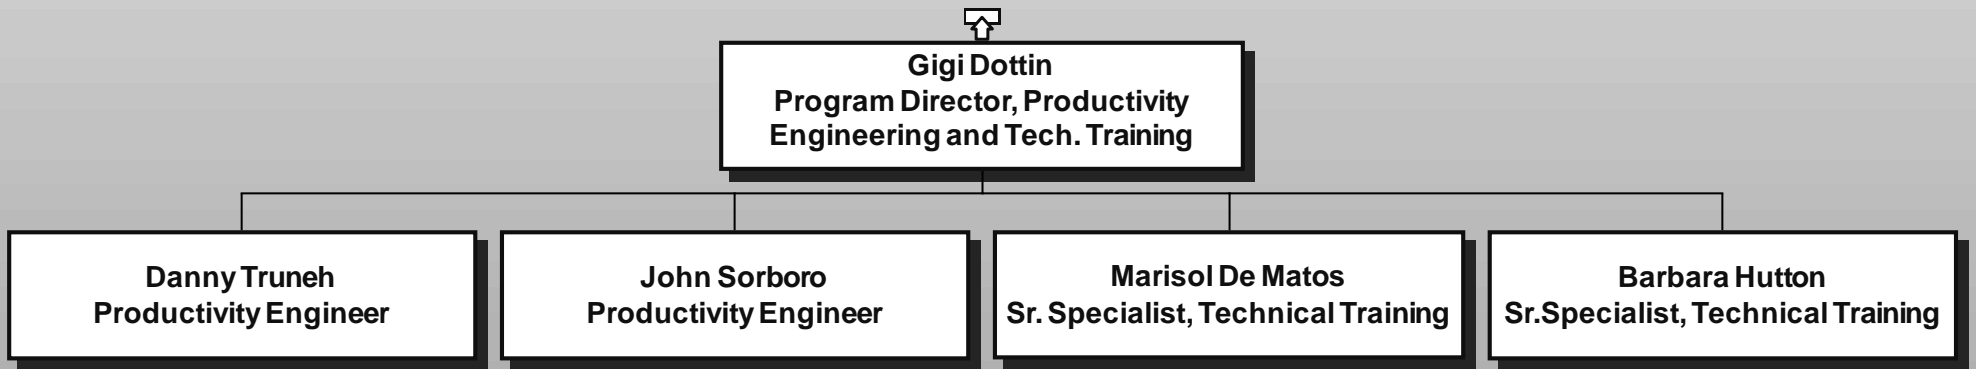 Gigi Dottin
Program Director, Productivity
Engineering and Tech. Training
Danny Truneh
Productivity Engineer
John Sorboro
Productivity Engineer
Marisol De Matos
Sr. Specialist, Technical Training
Barbara Hutton
Sr.Specialist, Technical Training